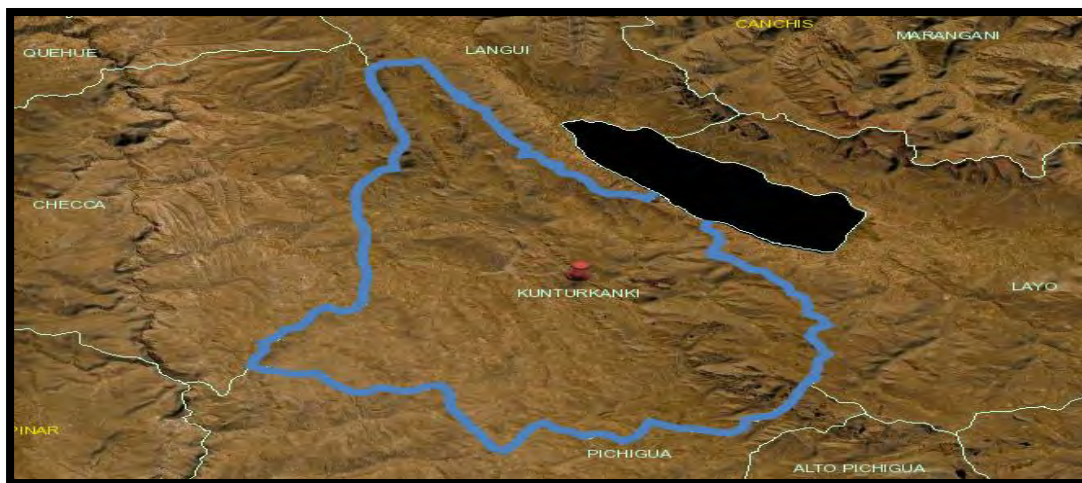 CANCHIS
MARANGANI
QUEHUE
LANGUI
CHECCA
LAYO
KUNTURKANKI
PINAR
PICHIGUA
ALTO PICHIGUA